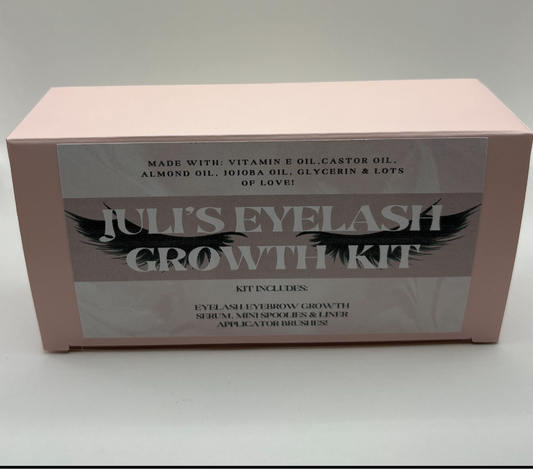 MADE WITH: VITAMIN E OIL,CASTOR OIL,
ALMOND OIL, JOJOBA OIL, GLYCERIN & LOTS
OF LOVE!
JULI'S EYELASH
GROWTH KIT
KIT INCLUDES:
EYELASH/EYEBROW GROWTH
SERUM, MINI SPOOLIES & LINER
APPLICATOR BRUSHES!